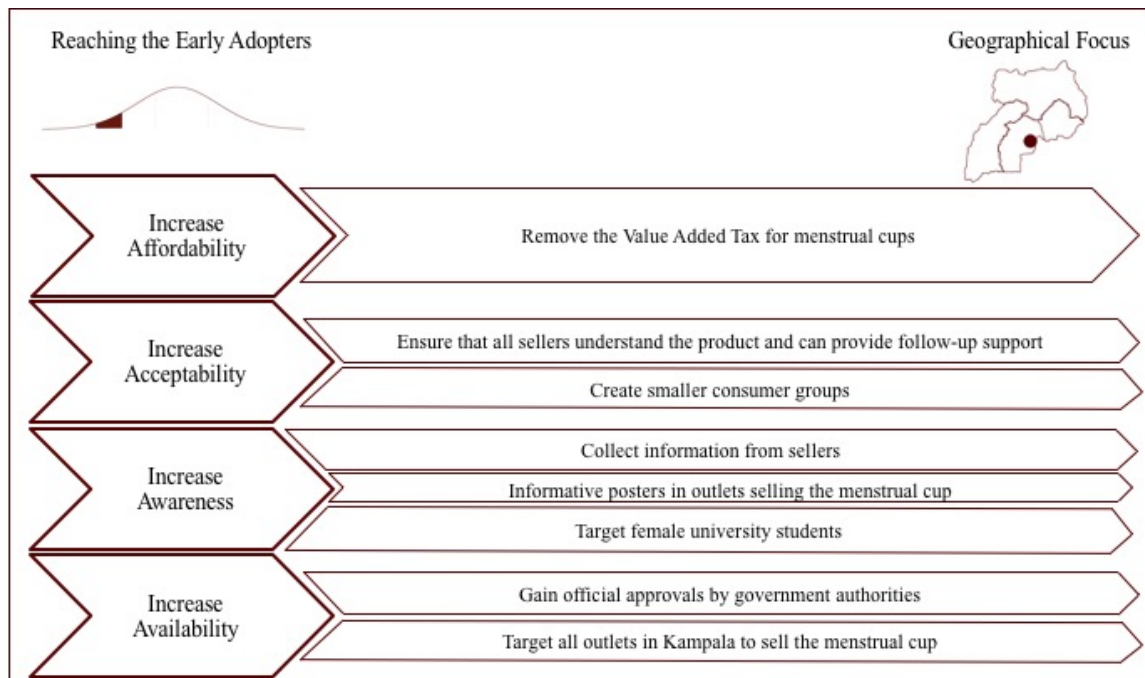 Reaching the Early Adopters
Geographical Focus
Increase
Affordability
Remove the Value Added Tax for menstrual cups
Increase
Acceptability
Ensure that all sellers understand the product and can provide follow-up support
Create smaller consumer groups
Increase
Awareness
Collect information from sellers
Informative posters in outlets selling the menstrual cup
Target female university students
Increase
Availability
Gain official approvals by government authorities
Target all outlets in Kampala to sell the menstrual cup